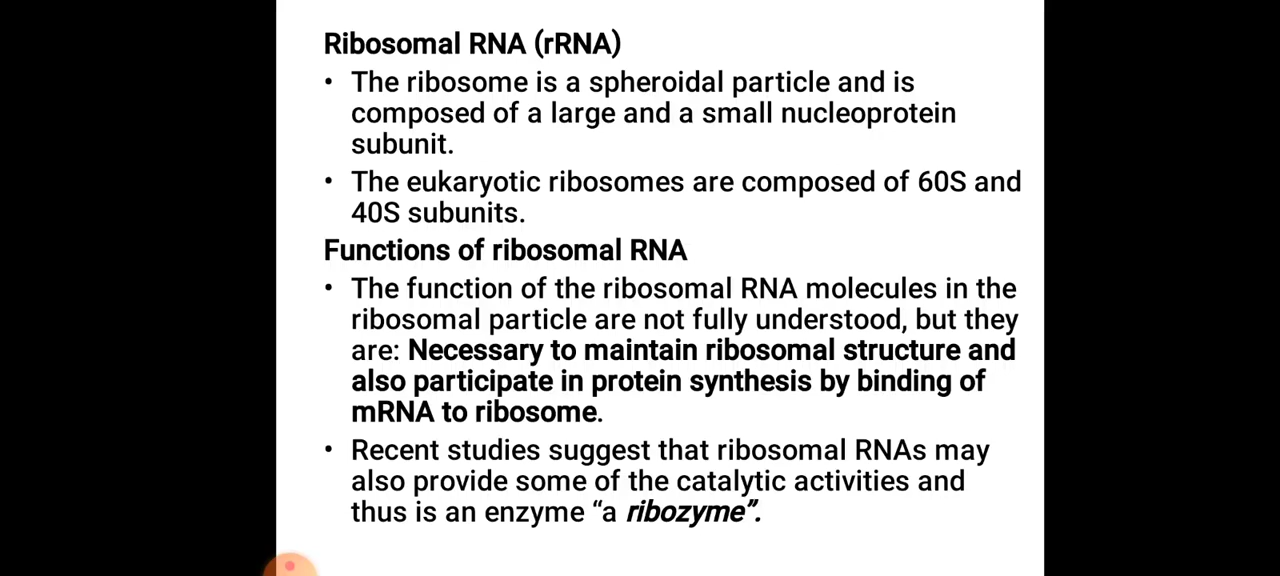 Ribosomal RNA (rRNA)
• The ribosome is a spheroidal particle and is
composed of a large and a small nucleoprotein
subunit.
• The eukaryotic ribosomes are composed of 60S and
40S subunits.
Functions of ribosomal RNA
• The function of the ribosomal RNA molecules in the
ribosomal particle are not fully understood, but they
are: Necessary to maintain ribosomal structure and
also participate in protein synthesis by binding of
mRNA to ribosome.
• Recent studies suggest that ribosomal RNAs may
also provide some of the catalytic activities and
thus is an enzyme “a ribozyme”.